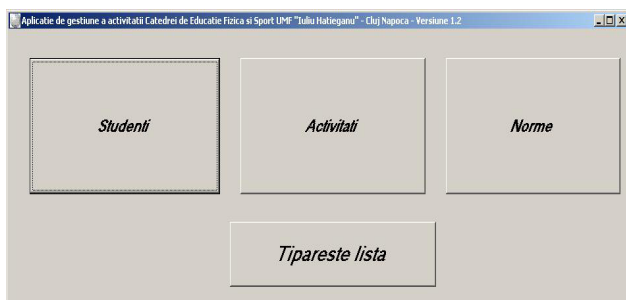 Aplicatie de gestiune a activitatii Catedrei de Educatie Fizica si Sport UMF "Iuliu Hatieganu" - Cluj Napoca - Versiune 1.2
Studenti
Activitati
Norme
Tipareste lista